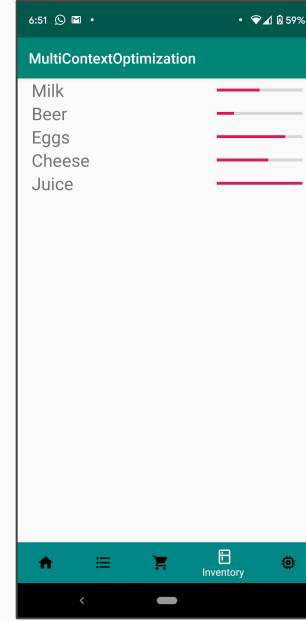 6:51 59%
MultiContextOptimization
Milk
Beer
Eggs
Cheese
Juice
Inventory